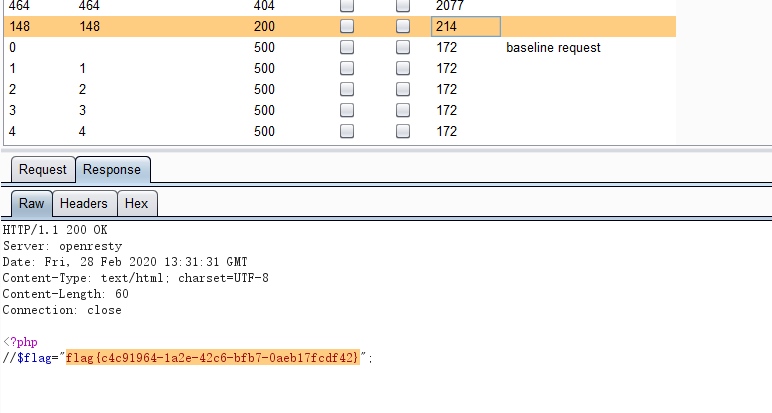 464 464 404 2077
148 148 200 214
0 500 172 baseline request
1 1 500 172
2 2 500 172
3 3 500 172
4 4 500 172
Request Response
Raw Headers Hex
HTTP/1.1 200 OK
Server: openresty
Date: Fri, 28 Feb 2020 13:31:31 GMT
Content-Type: text/html; charset=UTF-8
Content-Length: 60
Connection: close
<?php
//$flag="flag{c4c91964-1a2e-42c6-bfb7-0aeb17fcdf42}";